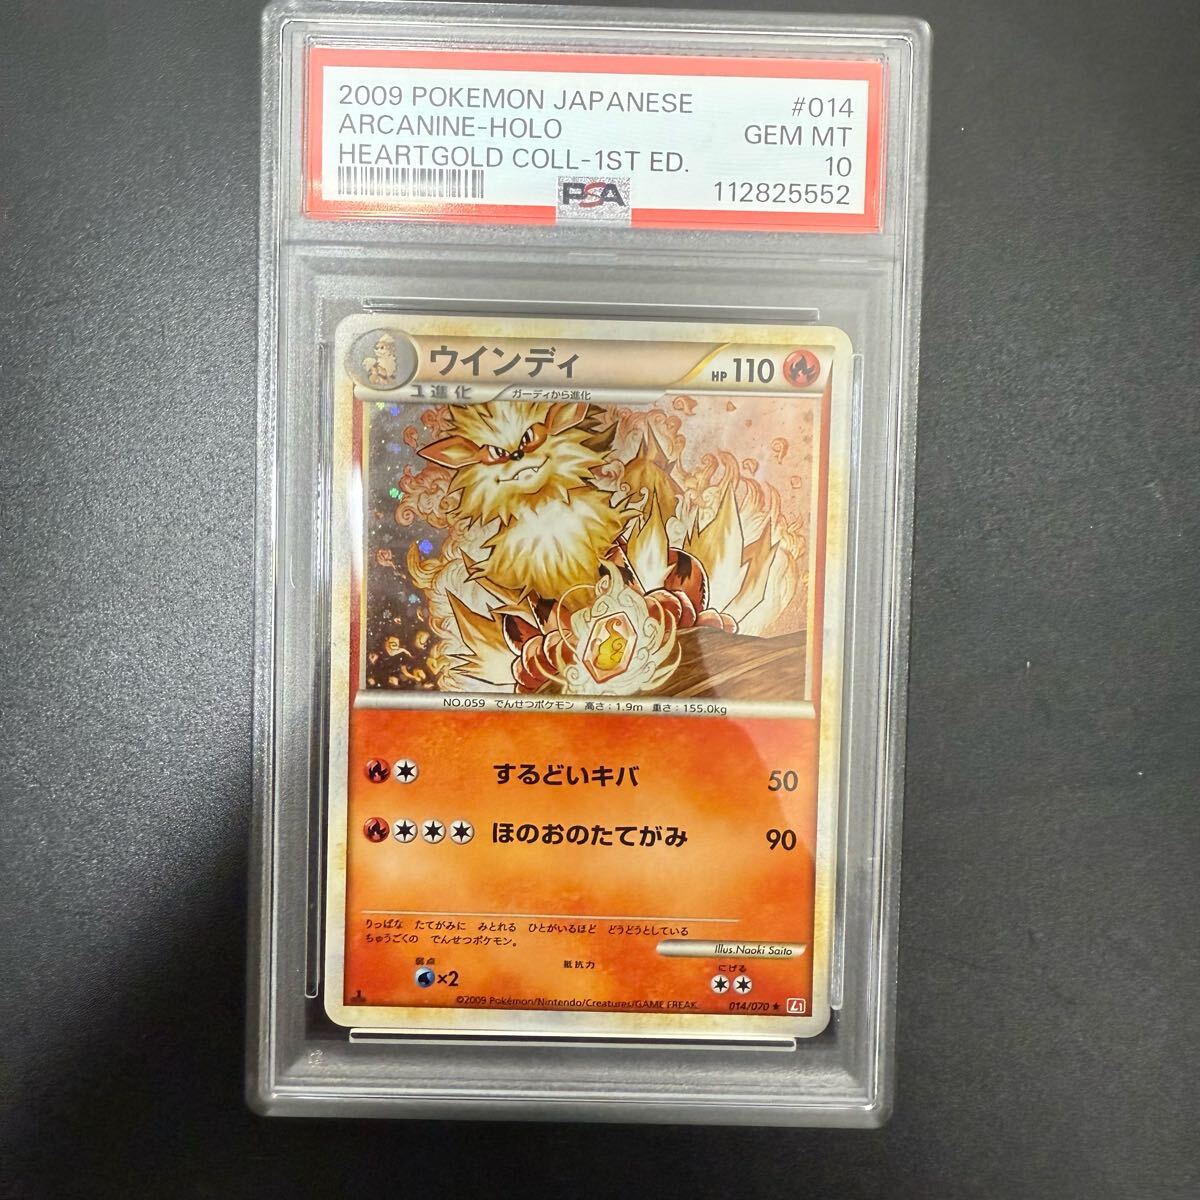 2009 POKEMON JAPANESE #014
ARCANINE-HOLO GEM MT
HEARTGOLD COLL-1ST ED. 10
PSA 112825552
ウインディ HP 110
1進化 ガーディから進化
NO.059 でんせつポケモン 高さ:1.9m 重さ:155.0kg
するどいキバ 50
ほのおのたてがみ 90
りっぱな たてがみに みとれる ひとがいるほど どうどうとしている
ちゅうごくの でんせつポケモン。
Illus.Naoki Saito
弱点 抵抗力 にげる
×2
©2009 Pokémon/Nintendo/Creatures/GAME FREAK.
1 014/070 ★ L1